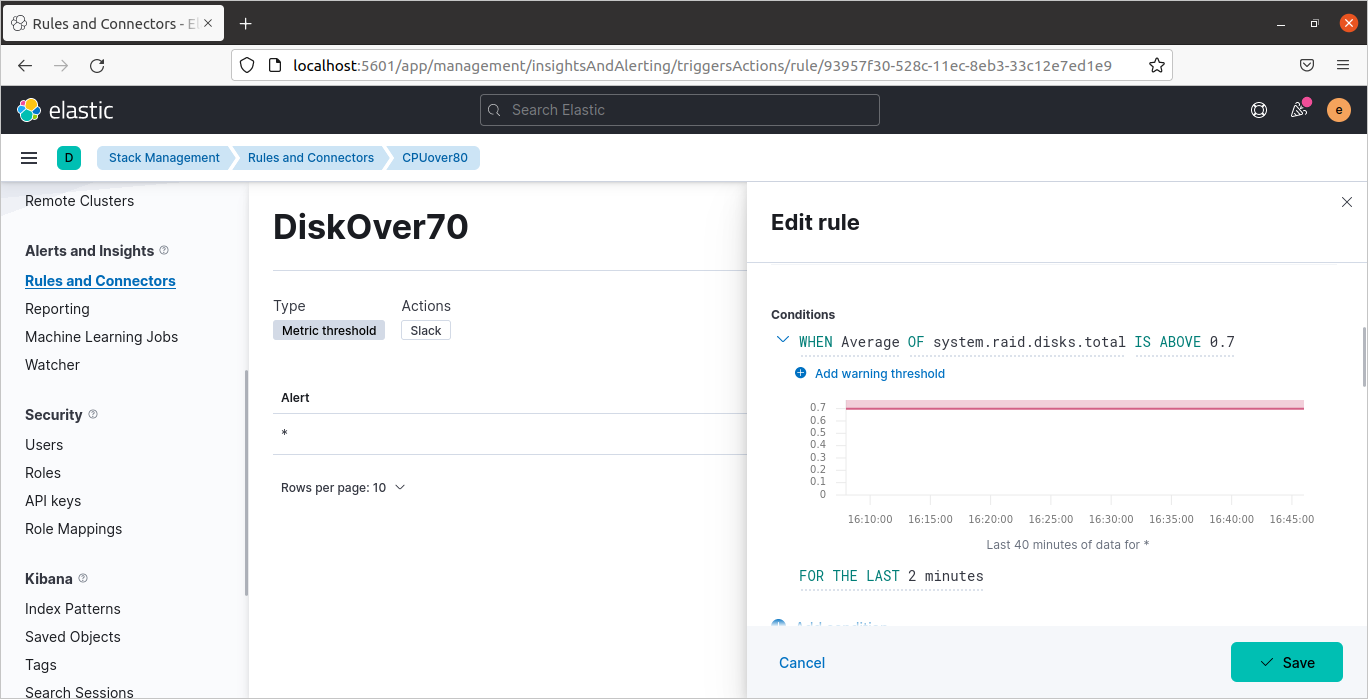 Rules and Connectors - El
localhost:5601/app/management/insightsAndAlerting/triggersActions/rule/93957f30-528c-11ec-8eb3-33c12e7ed1e9
elastic
Search Elastic
e
D
Stack Management
Rules and Connectors
CPUover80
Remote Clusters
Alerts and Insights
Rules and Connectors
Reporting
Machine Learning Jobs
Watcher
Security
Users
Roles
API keys
Role Mappings
Kibana
Index Patterns
Saved Objects
Tags
Search Sessions
DiskOver70
Type Actions
Metric threshold Slack
Alert
*
Rows per page: 10
Edit rule
Conditions
WHEN Average OF system.raid.disks.total IS ABOVE 0.7
Add warning threshold
0.7
0.6
0.5
0.4
0.3
0.2
0.1
0
16:10:00 16:15:00 16:20:00 16:25:00 16:30:00 16:35:00 16:40:00 16:45:00
Last 40 minutes of data for *
FOR THE LAST 2 minutes
Add condition
Cancel
Save